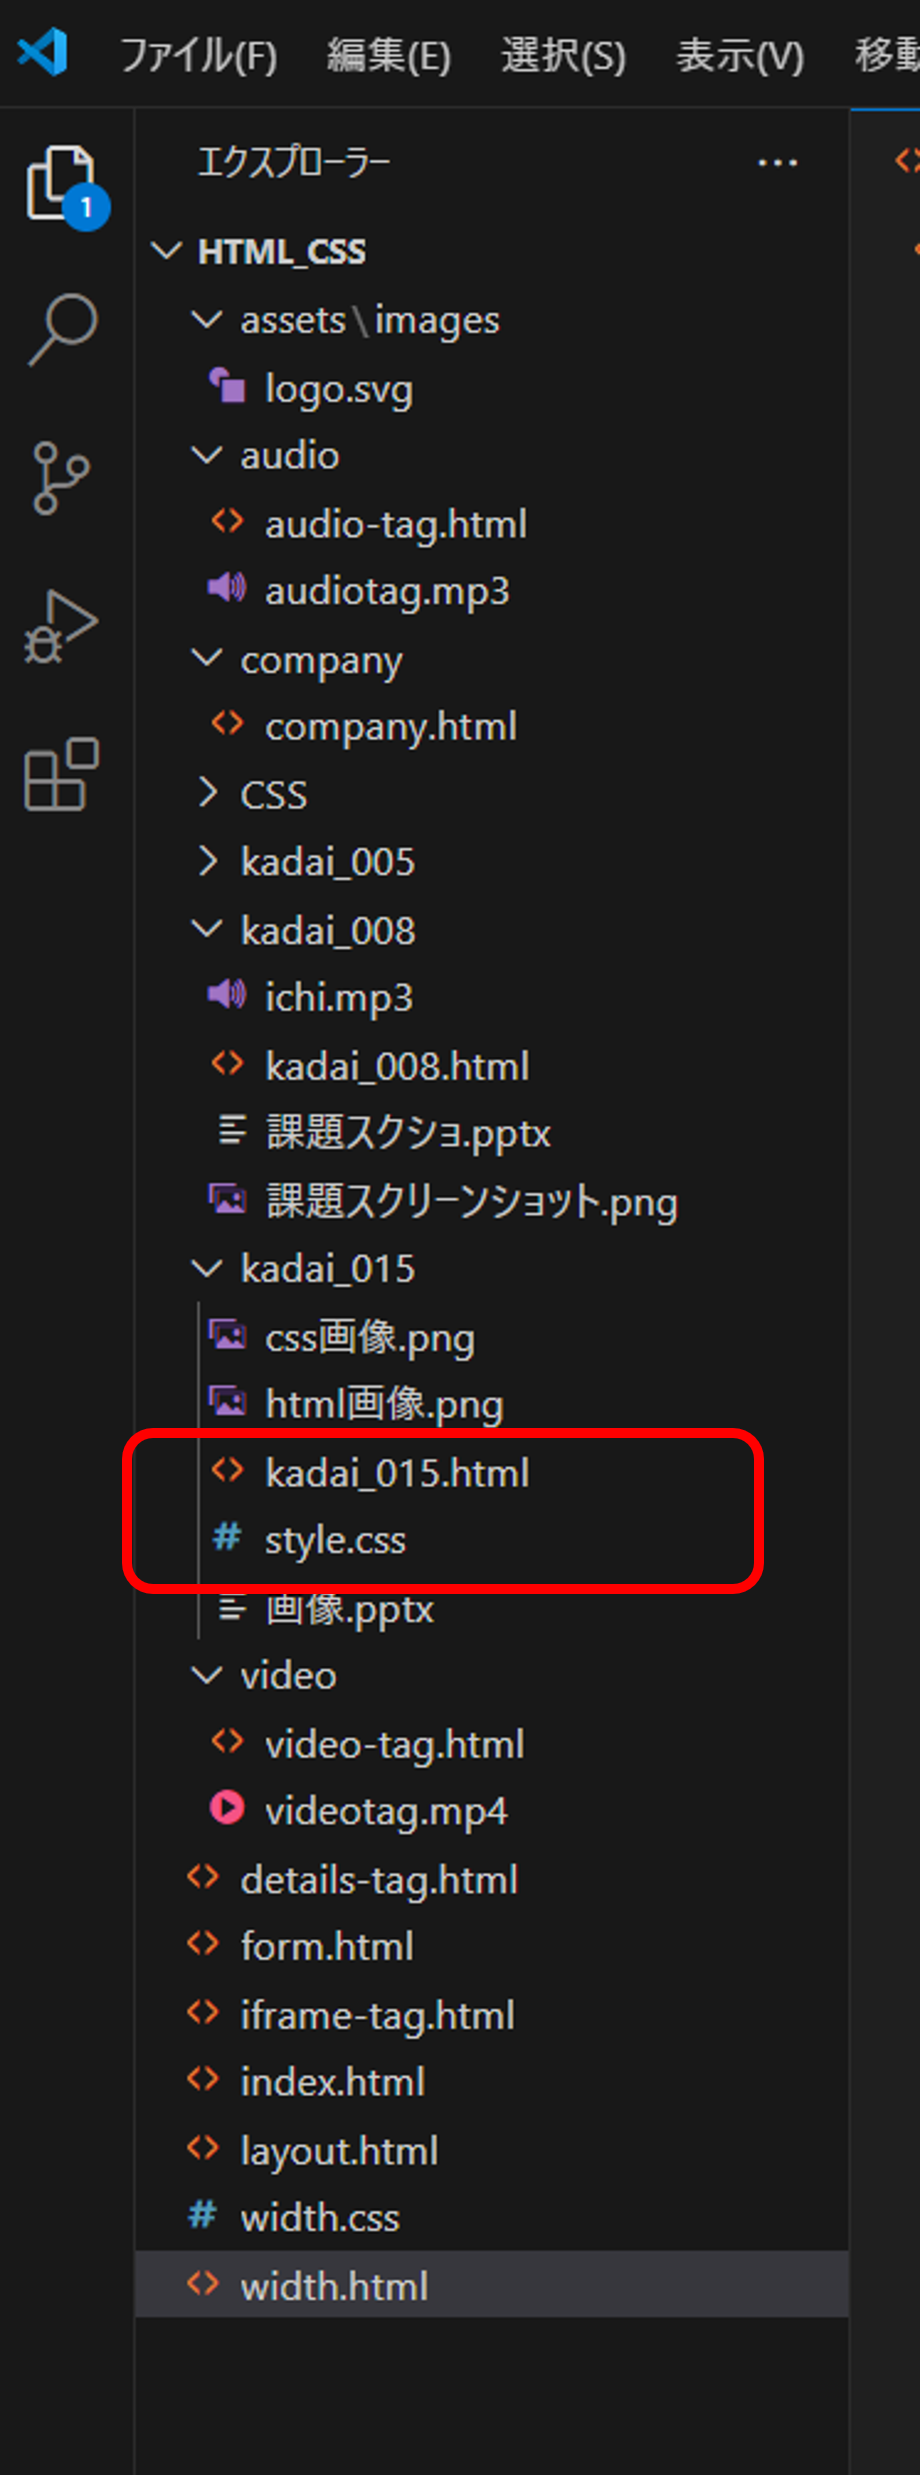 ファイル(F) 編集(E) 選択(S) 表示(V) 移動
エクスプローラー
1
HTML_CSS
assets\images
logo.svg
audio
audio-tag.html
audiotag.mp3
company
company.html
CSS
kadai_005
kadai_008
ichi.mp3
kadai_008.html
課題スクショ.pptx
課題スクリーンショット.png
kadai_015
css画像.png
html画像.png
kadai_015.html
style.css
画像.pptx
video
video-tag.html
videotag.mp4
details-tag.html
form.html
iframe-tag.html
index.html
layout.html
width.css
width.html